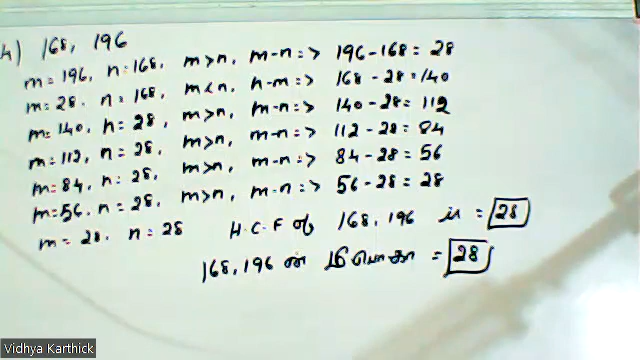 h) 168, 196
m = 196, n = 168, m > n, m - n => 196 - 168 = 28
m = 28, n = 168, m < n, n - m => 168 - 28 = 140
m = 140, n = 28, m > n, m - n => 140 - 28 = 112
m = 112, n = 28, m > n, m - n => 112 - 28 = 84
m = 84, n = 28, m > n, m - n => 84 - 28 = 56
m = 56, n = 28, m > n, m - n => 56 - 28 = 28
m = 28, n = 28 H.C.F of 168, 196 is = 28
168, 196 ன் மீபொகா = 28
Vidhya Karthick